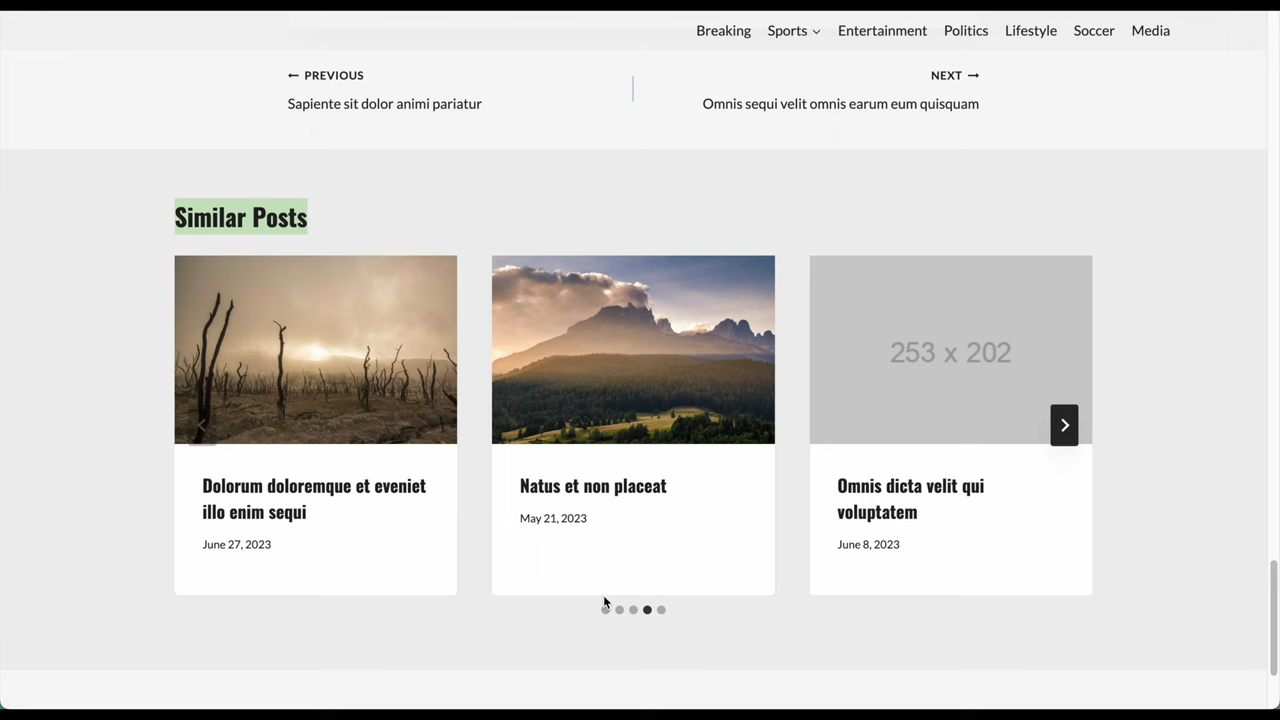 Breaking Sports Entertainment Politics Lifestyle Soccer Media
← PREVIOUS
Sapiente sit dolor animi pariatur
NEXT →
Omnis sequi velit omnis earum eum quisquam
Similar Posts
Dolorum doloremque et eveniet
illo enim sequi
June 27, 2023
Natus et non placeat
May 21, 2023
253 x 202
Omnis dicta velit qui
voluptatem
June 8, 2023